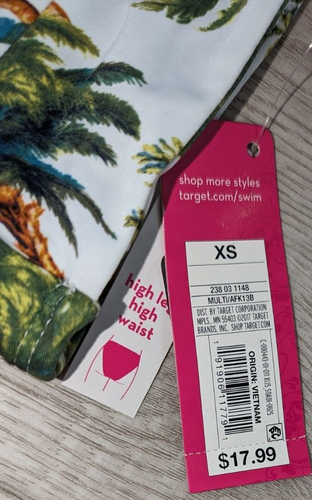 shop more styles
target.com/swim
XS
238 03 1148
MULTI/AFK13B
DIST. BY TARGET CORPORATION
MPLS, MN 55403 ©2017 TARGET
BRANDS, INC. SHOP TARGET.COM
ORIGIN: VIETNAM
$17.99
high le
high
waist